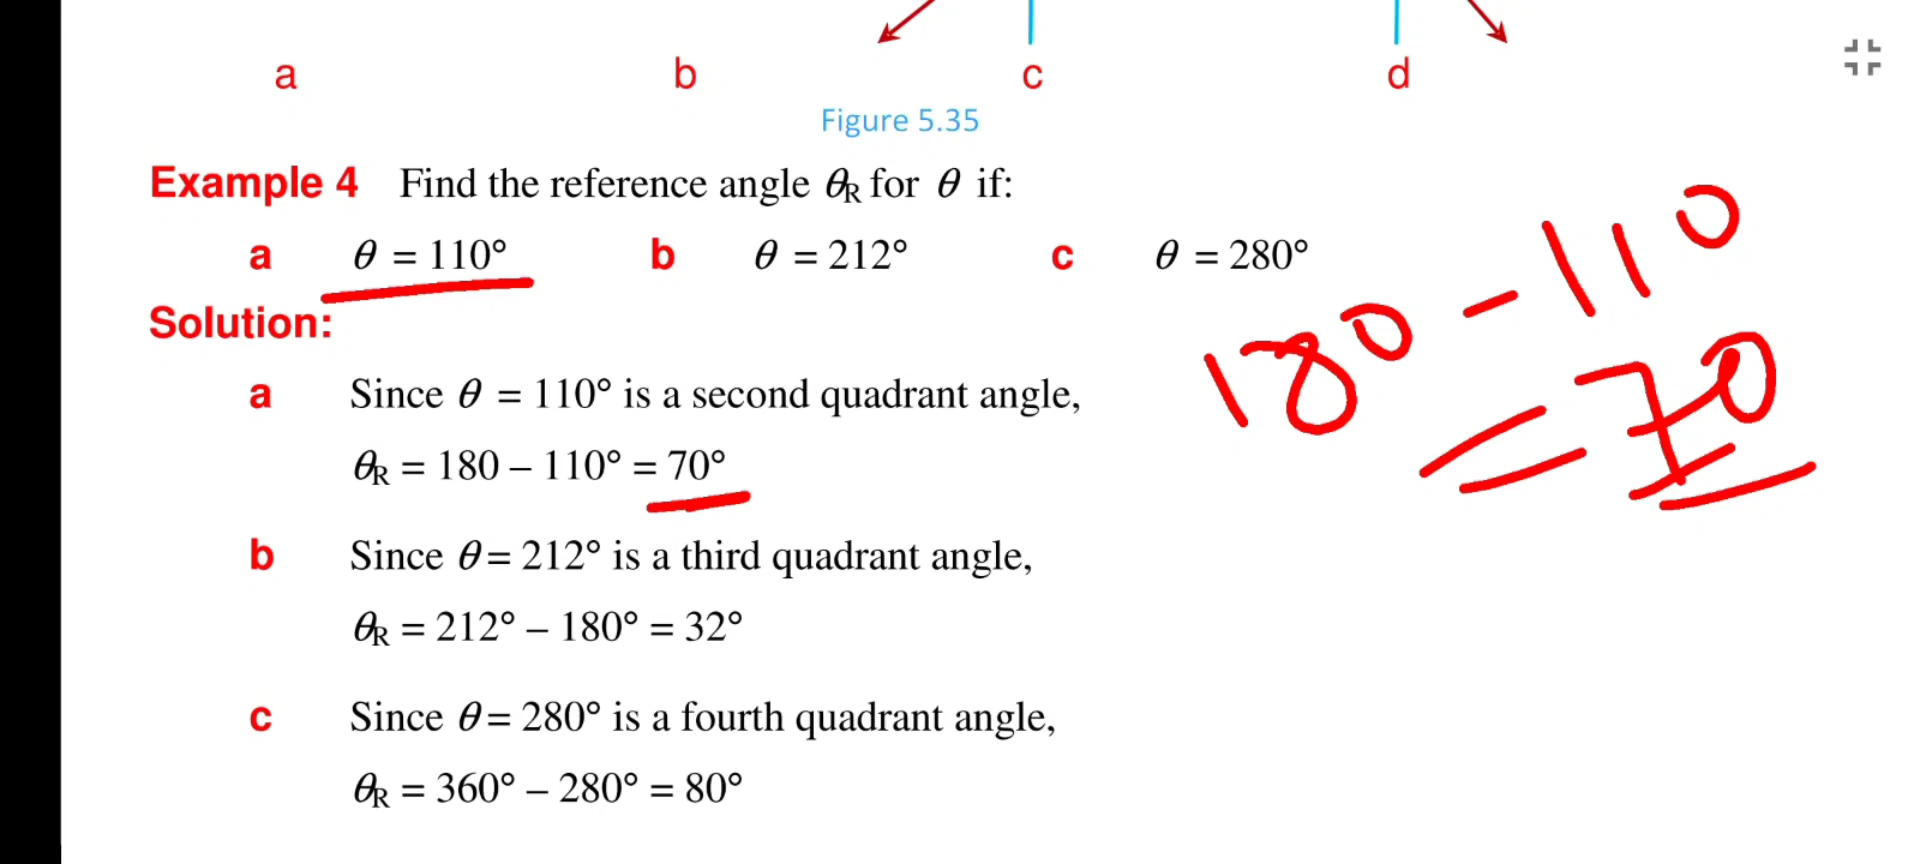 a b c d
Figure 5.35
Example 4 Find the reference angle θR for θ if:
a θ = 110° b θ = 212° c θ = 280°
180 - 110
= 70
Solution:
a Since θ = 110° is a second quadrant angle,
θR = 180 – 110° = 70°
b Since θ = 212° is a third quadrant angle,
θR = 212° – 180° = 32°
c Since θ = 280° is a fourth quadrant angle,
θR = 360° – 280° = 80°